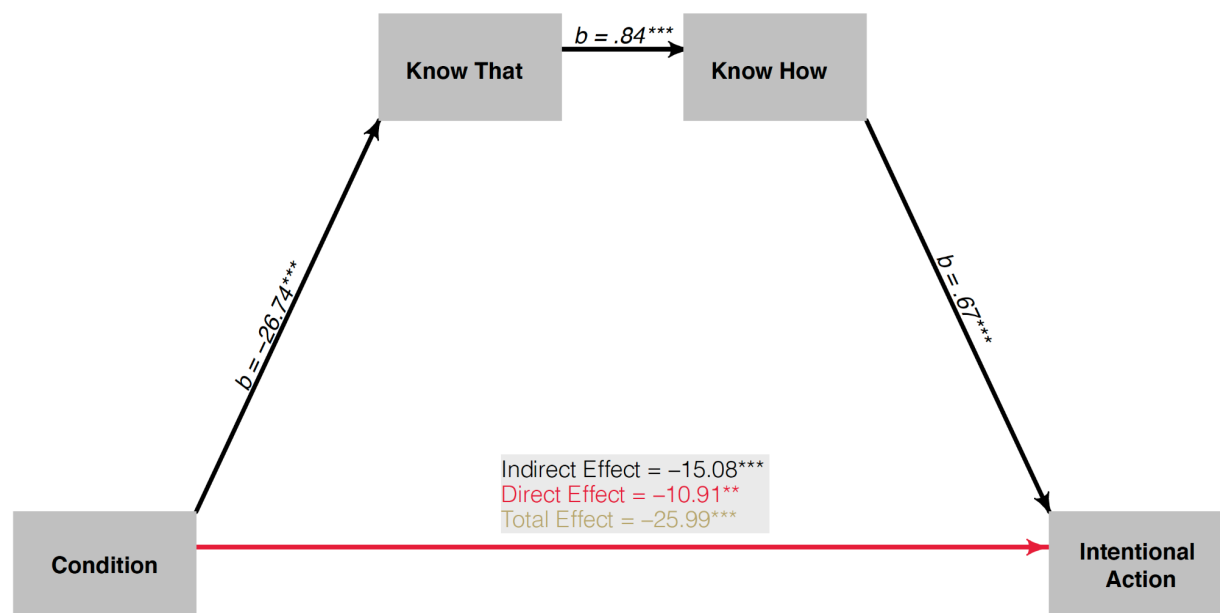 b = .84***
Know That
Know How
b = −26.74***
b = .67***
Indirect Effect = −15.08***
Direct Effect = −10.91**
Total Effect = −25.99***
Condition
Intentional
Action